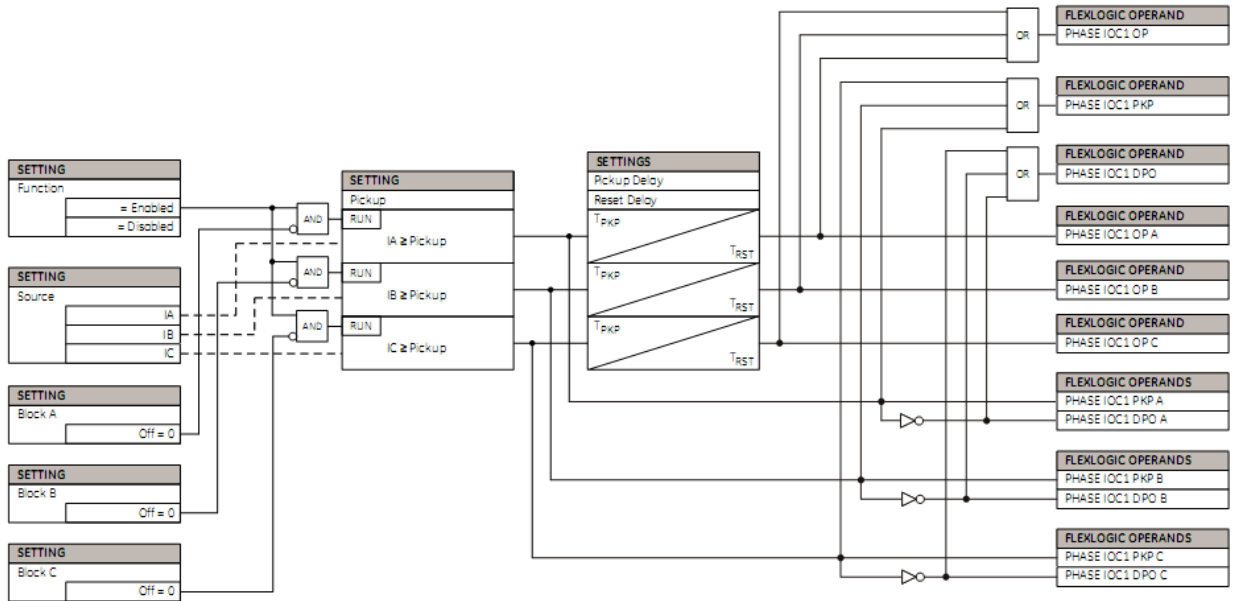 SETTING
Function
= Enabled
= Disabled
SETTING
Source
IA
IB
IC
SETTING
Block A
Off = 0
SETTING
Block B
Off = 0
SETTING
Block C
Off = 0
AND
AND
AND
SETTING
Pickup
RUN
IA ≥ Pickup
RUN
IB ≥ Pickup
RUN
IC ≥ Pickup
SETTINGS
Pickup Delay
Reset Delay
TPKP
TRST
TPKP
TRST
TPKP
TRST
OR
OR
OR
FLEXLOGIC OPERAND
PHASE IOC1 OP
FLEXLOGIC OPERAND
PHASE IOC1 PKP
FLEXLOGIC OPERAND
PHASE IOC1 DPO
FLEXLOGIC OPERAND
PHASE IOC1 OP A
FLEXLOGIC OPERAND
PHASE IOC1 OP B
FLEXLOGIC OPERAND
PHASE IOC1 OP C
FLEXLOGIC OPERANDS
PHASE IOC1 PKP A
PHASE IOC1 DPO A
FLEXLOGIC OPERANDS
PHASE IOC1 PKP B
PHASE IOC1 DPO B
FLEXLOGIC OPERANDS
PHASE IOC1 PKP C
PHASE IOC1 DPO C